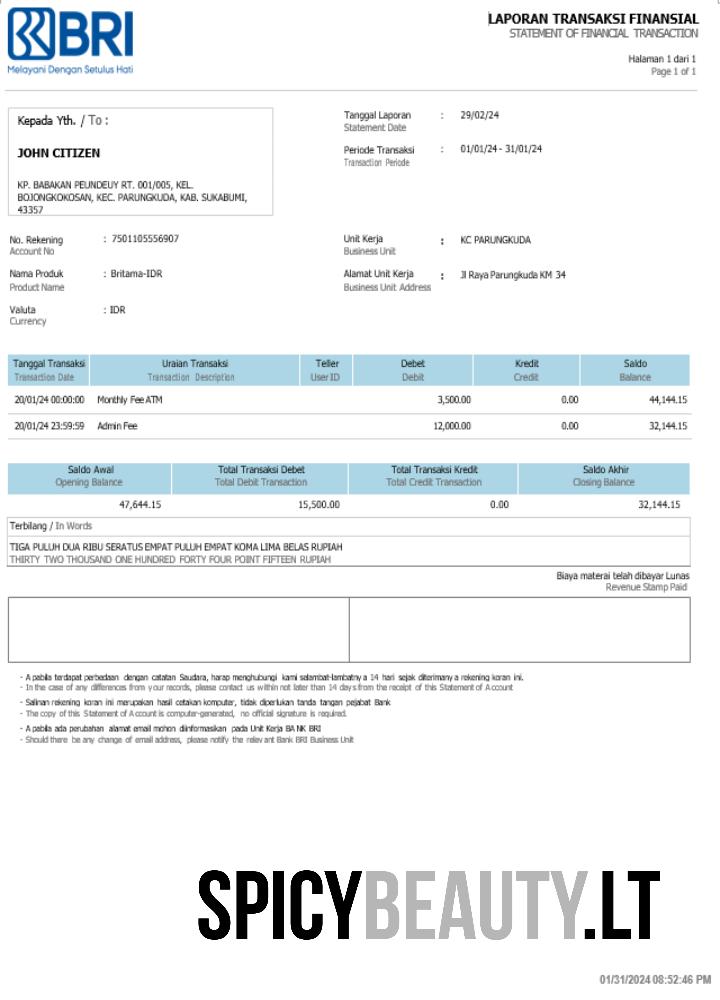 BRI
Melayani Dengan Setulus Hati
LAPORAN TRANSAKSI FINANSIAL
STATEMENT OF FINANCIAL TRANSACTION
Halaman 1 dari 1
Page 1 of 1
Kepada Yth. / To :
JOHN CITIZEN
KP. BABAKAN PEUNDEUY RT. 001/005, KEL.
BOJONGKOKOSAN, KEC. PARUNGKUDA, KAB. SUKABUMI,
43357
Tanggal Laporan : 29/02/24
Statement Date
Periode Transaksi : 01/01/24 - 31/01/24
Transaction Periode
No. Rekening : 7501105556907
Account No
Nama Produk : Britama-IDR
Product Name
Valuta : IDR
Currency
Unit Kerja : KC PARUNGKUDA
Business Unit
Alamat Unit Kerja : Jl Raya Parungkuda KM 34
Business Unit Address
Tanggal Transaksi Uraian Transaksi Teller Debet Kredit Saldo
Transaction Date Transaction Description User ID Debit Credit Balance
20/01/24 00:00:00 Monthly Fee ATM 3,500.00 0.00 44,144.15
20/01/24 23:59:59 Admin Fee 12,000.00 0.00 32,144.15
Saldo Awal Total Transaksi Debet Total Transaksi Kredit Saldo Akhir
Opening Balance Total Debit Transaction Total Credit Transaction Closing Balance
47,644.15 15,500.00 0.00 32,144.15
Terbilang / In Words
TIGA PULUH DUA RIBU SERATUS EMPAT PULUH EMPAT KOMA LIMA BELAS RUPIAH
THIRTY TWO THOUSAND ONE HUNDRED FORTY FOUR POINT FIFTEEN RUPIAH
Biaya materai telah dibayar Lunas
Revenue Stamp Paid
- Apabila terdapat perbedaan dengan catatan Saudara, harap menghubungi kami selambat-lambatnya 14 hari sejak diterimanya rekening koran ini.
- In the case of any differences from your records, please contact us within not later than 14 days from the receipt of this Statement of Account
- Salinan rekening koran ini merupakan hasil cetakan komputer, tidak diperlukan tanda tangan pejabat Bank
- The copy of this Statement of Account is computer-generated, no official signature is required.
- Apabila ada perubahan alamat email mohon diinformasikan pada Unit Kerja BANK BRI
- Should there be any change of email address, please notify the relevant Bank BRI Business Unit
SPICYBEAUTY.LT
01/31/2024 08:52:46 PM